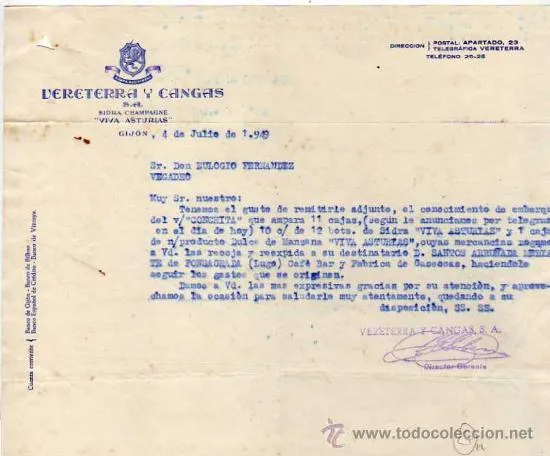 DIRECCION { POSTAL: APARTADO, 23
TELEGRÁFICA VERETERRA
TELÉFONO 26-26
VERETERRA Y CANGAS
S.A.
SIDRA CHAMPAGNE
"VIVA ASTURIAS"
GIJÓN, 4 de Julio de 1.949
Sr. Don EULOGIO FERNANDEZ
VEGADEO
Muy Sr. nuestro:
Tenemos el gusto de remitirle adjunto, el conocimiento de embarque
del v/"CONCHITA" que ampara 11 cajas, (según le anunciamos por telegrama
en el dia de hoy) 10 c/ de 12 bots. de Sidra "VIVA ASTURIAS" y 1 caja
de n/producto Dulce de Manzana "VIVA ASTURIAS", cuyas mercancias rogamos
a Vd. las recoja y reexpida a su destinatario D. SANTOS ARRUÑADA
TE de FONSAGRADA (Lugo) Café Bar y Fabrica de Gaseosas, haciendole
seguir los gastos que se originen.
Damos a Vd. las mas expresivas gracias por su atención, y aprove-
chamos la ocasión para saludarle muy atentamente, quedando a su
disposición, SS. SS.
VERETERRA Y CANGAS, S. A.
Director Gerente
Cuenta corriente { Banco de Gijón - Banco de Bilbao
Banco Español de Crédito - Banco de Vizcaya.
© todocoleccion.net
www.todocoleccion.net